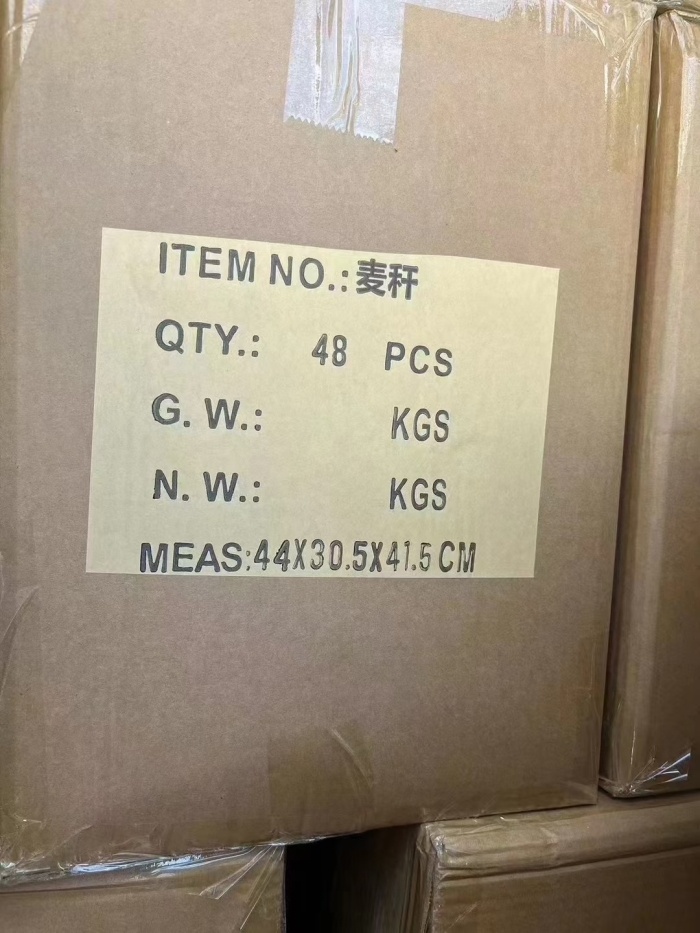 ITEM NO.:麦秆
QTY.: 48 PCS
G. W.: KGS
N. W.: KGS
MEAS:44X30.5X41.5 CM